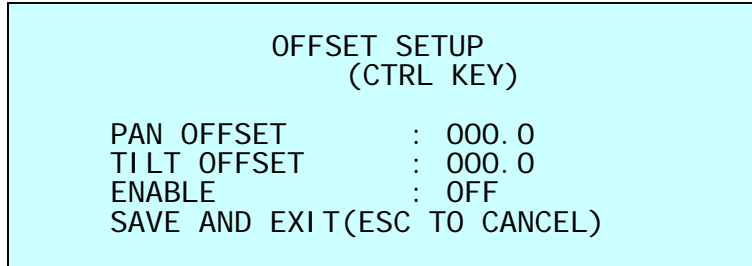 OFFSET SETUP
(CTRL KEY)
PAN OFFSET : 000.0
TILT OFFSET : 000.0
ENABLE : OFF
SAVE AND EXIT(ESC TO CANCEL)